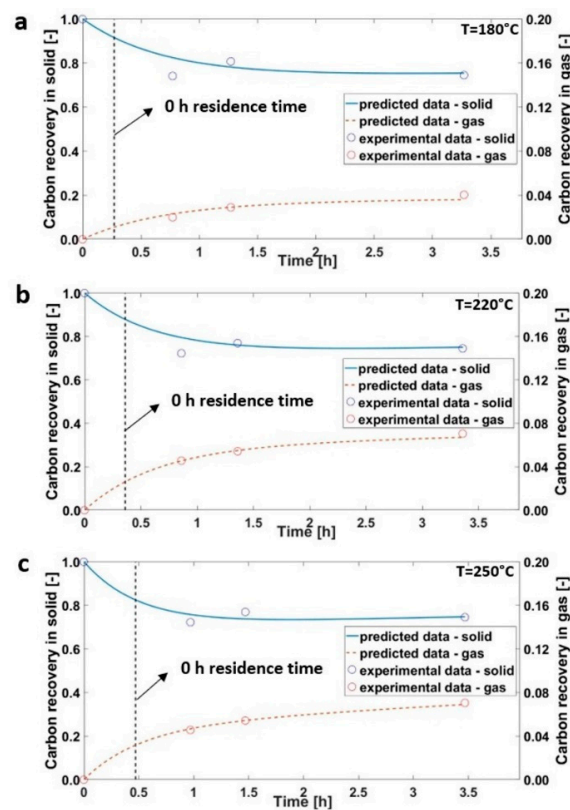 a
T=180°C
Carbon recovery in solid [-]
1.0
0.8
0.6
0.4
0.2
0.0
0 h residence time
predicted data - solid
predicted data - gas
experimental data - solid
experimental data - gas
0.20
0.16
0.12
0.08
0.04
0.00
Carbon recovery in gas [-]
0 0.5 1 1.5 2 2.5 3 3.5
Time [h]
b
T=220°C
Carbon recovery in solid [-]
1.0
0.8
0.6
0.4
0.2
0.0
0 h residence time
predicted data - solid
predicted data - gas
experimental data - solid
experimental data - gas
0.20
0.16
0.12
0.08
0.04
0.00
Carbon recovery in gas [-]
0 0.5 1 1.5 2 2.5 3 3.5
Time [h]
c
T=250°C
Carbon recovery in solid [-]
1.0
0.8
0.6
0.4
0.2
0.00
0 h residence time
predicted data - solid
predicted data - gas
experimental data - solid
experimental data - gas
0.20
0.16
0.12
0.08
0.04
0.00
Carbon recovery in gas [-]
0 0.5 1 1.5 2 2.5 3 3.5
Time [h]